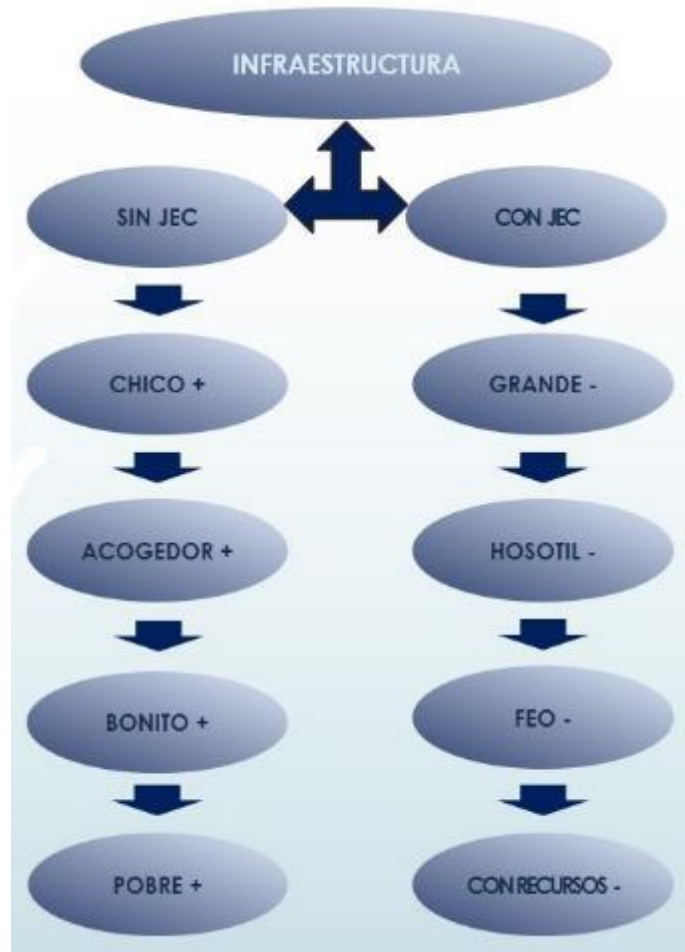 INFRAESTRUCTURA
SIN JEC
CON JEC
CHICO +
GRANDE -
ACOGEDOR +
HOSOTIL -
BONITO +
FEO -
POBRE +
CON RECURSOS -